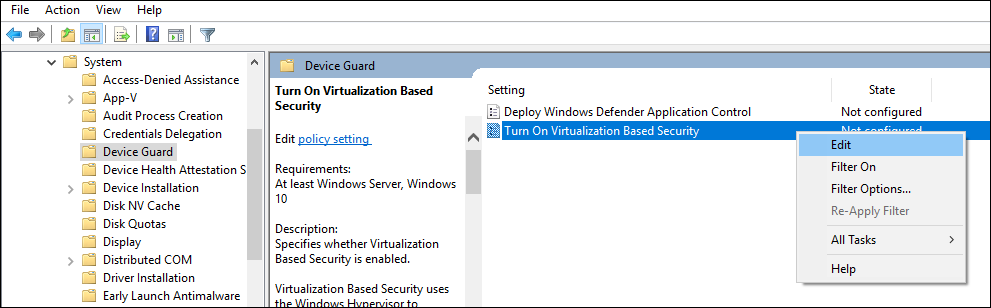 File Action View Help
System
Access-Denied Assistance
App-V
Audit Process Creation
Credentials Delegation
Device Guard
Device Health Attestation S
Device Installation
Disk NV Cache
Disk Quotas
Display
Distributed COM
Driver Installation
Early Launch Antimalware
Device Guard
Turn On Virtualization Based
Security
Edit policy setting
Requirements:
At least Windows Server, Windows
10
Description:
Specifies whether Virtualization
Based Security is enabled.
Virtualization Based Security uses
the Windows Hypervisor to
Setting State
Deploy Windows Defender Application Control Not configured
Turn On Virtualization Based Security Not configured
Edit
Filter On
Filter Options...
Re-Apply Filter
All Tasks
Help